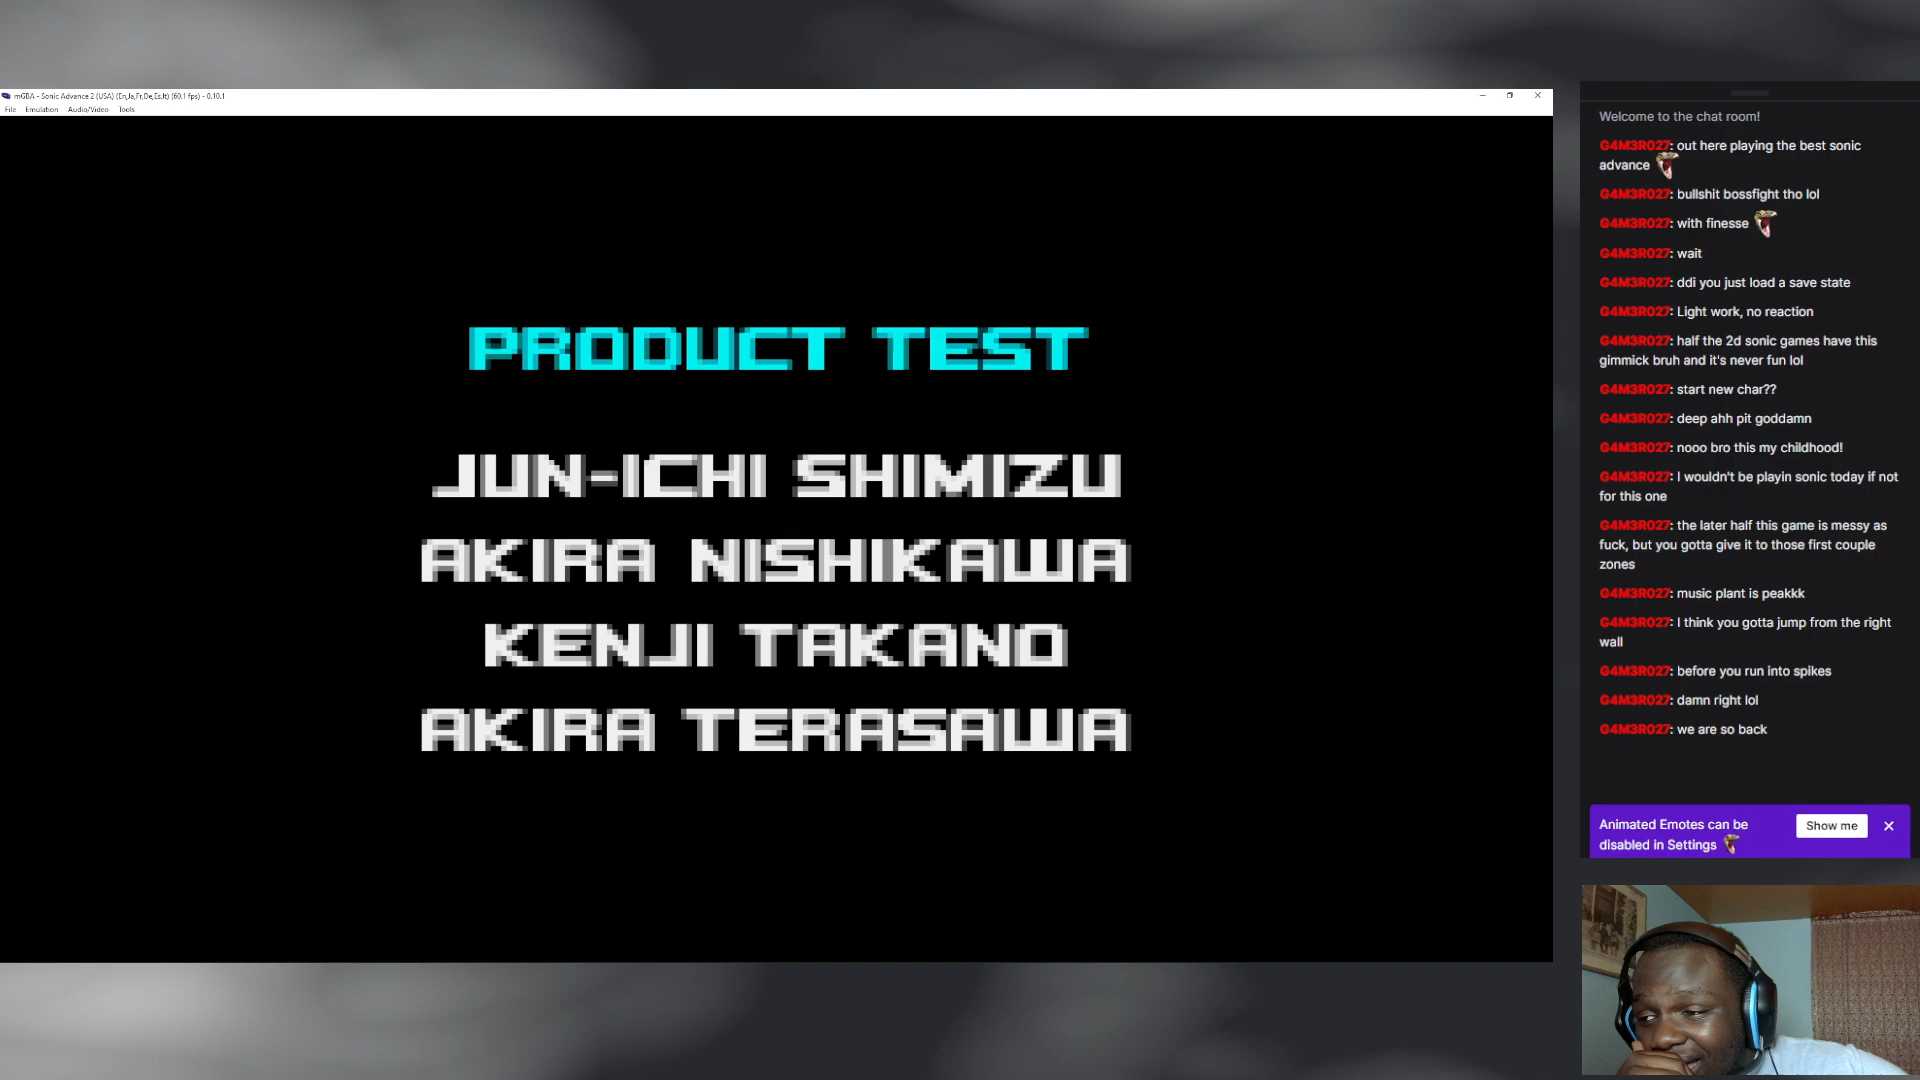 mGBA - Sonic Advance 2 (USA) (En,Ja,Fr,De,Es,It) (60.1 fps) - 0.10.1
File Emulation Audio/Video Tools
PRODUCT TEST
JUN-ICHI SHIMIZU
AKIRA NISHIKAWA
KENJI TAKANO
AKIRA TERASAWA
Welcome to the chat room!
G4M3R027: out here playing the best sonic
advance
G4M3R027: bullshit bossfight tho lol
G4M3R027: with finesse
G4M3R027: wait
G4M3R027: ddi you just load a save state
G4M3R027: Light work, no reaction
G4M3R027: half the 2d sonic games have this
gimmick bruh and it's never fun lol
G4M3R027: start new char??
G4M3R027: deep ahh pit goddamn
G4M3R027: nooo bro this my childhood!
G4M3R027: I wouldn't be playin sonic today if not
for this one
G4M3R027: the later half this game is messy as
fuck, but you gotta give it to those first couple
zones
G4M3R027: music plant is peakkk
G4M3R027: I think you gotta jump from the right
wall
G4M3R027: before you run into spikes
G4M3R027: damn right lol
G4M3R027: we are so back
Animated Emotes can be
disabled in Settings
Show me